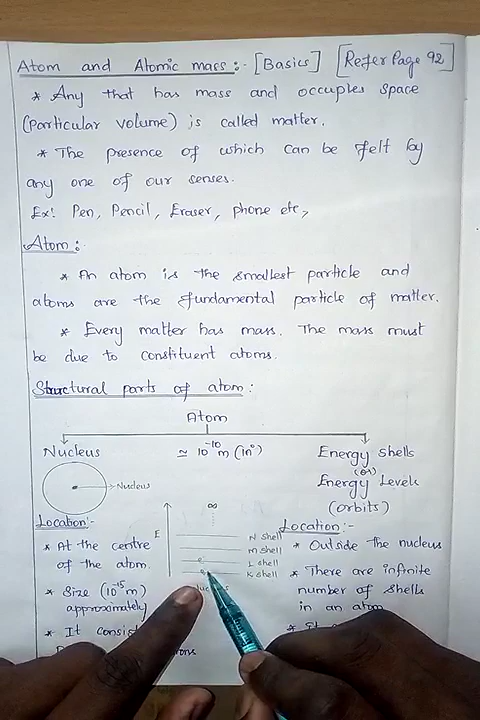 Atom and Atomic mass:- [Basics] [Refer Page 92]
* Any that has mass and occupies space
(Particular volume) is called matter.
* The presence of which can be felt by
any one of our senses.
Ex: Pen, Pencil, Eraser, phone etc,
Atom:-
* An atom is the smallest particle and
atoms are the fundamental particle of matter.
* Every matter has mass. The mass must
be due to constituent atoms.
Structural parts of atom:
Atom
Nucleus
Nucleus
Location:-
* At the centre
of the atom.
* Size (10⁻¹⁵m)
approximately
* It consis
≃ 10⁻¹⁰ m
∞
E
N shell
M shell
L shell
K shell
Energy shells
(or)
Energy Levels
(orbits)
Location:-
* Outside the nucleus
* There are infinite
number of shells
in an atom